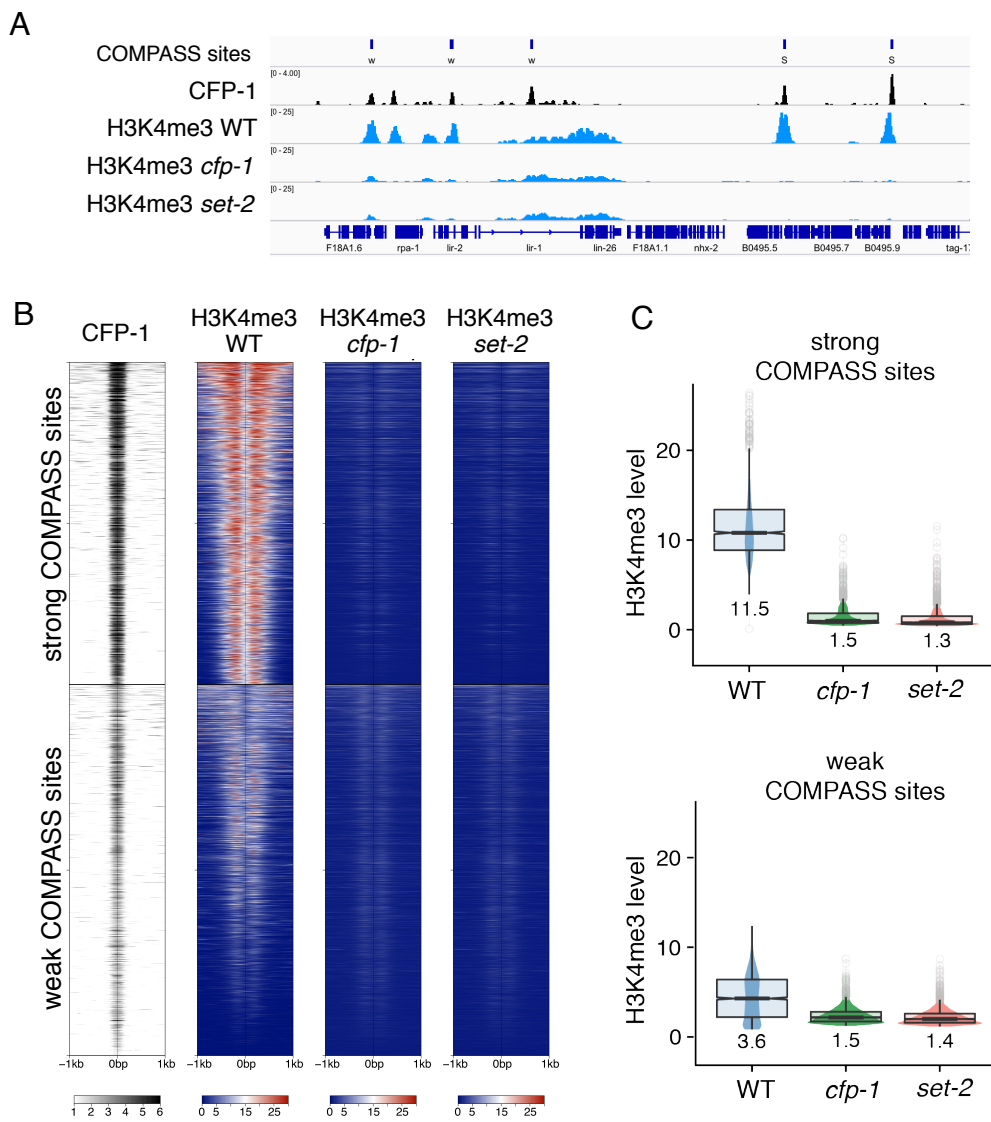 A
COMPASS sites
w w w S S
[0 - 4.00]
CFP-1
[0 - 25]
H3K4me3 WT
[0 - 25]
H3K4me3 cfp-1
[0 - 25]
H3K4me3 set-2
F18A1.6 rpa-1 lir-2 lir-1 lin-26 F18A1.1 nhx-2 B0495.5 B0495.7 B0495.9 tag-17
B
CFP-1
H3K4me3
WT
H3K4me3
cfp-1
H3K4me3
set-2
strong COMPASS sites
weak COMPASS sites
−1kb 0bp 1kb −1kb 0bp 1kb −1kb 0bp 1kb −1kb 0bp 1kb
1 2 3 4 5 6 0 5 15 25 0 5 15 25 0 5 15 25
C
strong
COMPASS sites
H3K4me3 level
20
10
0
11.5
1.5
1.3
WT cfp-1 set-2
weak
COMPASS sites
H3K4me3 level
20
10
0
3.6 1.5 1.4
WT cfp-1 set-2